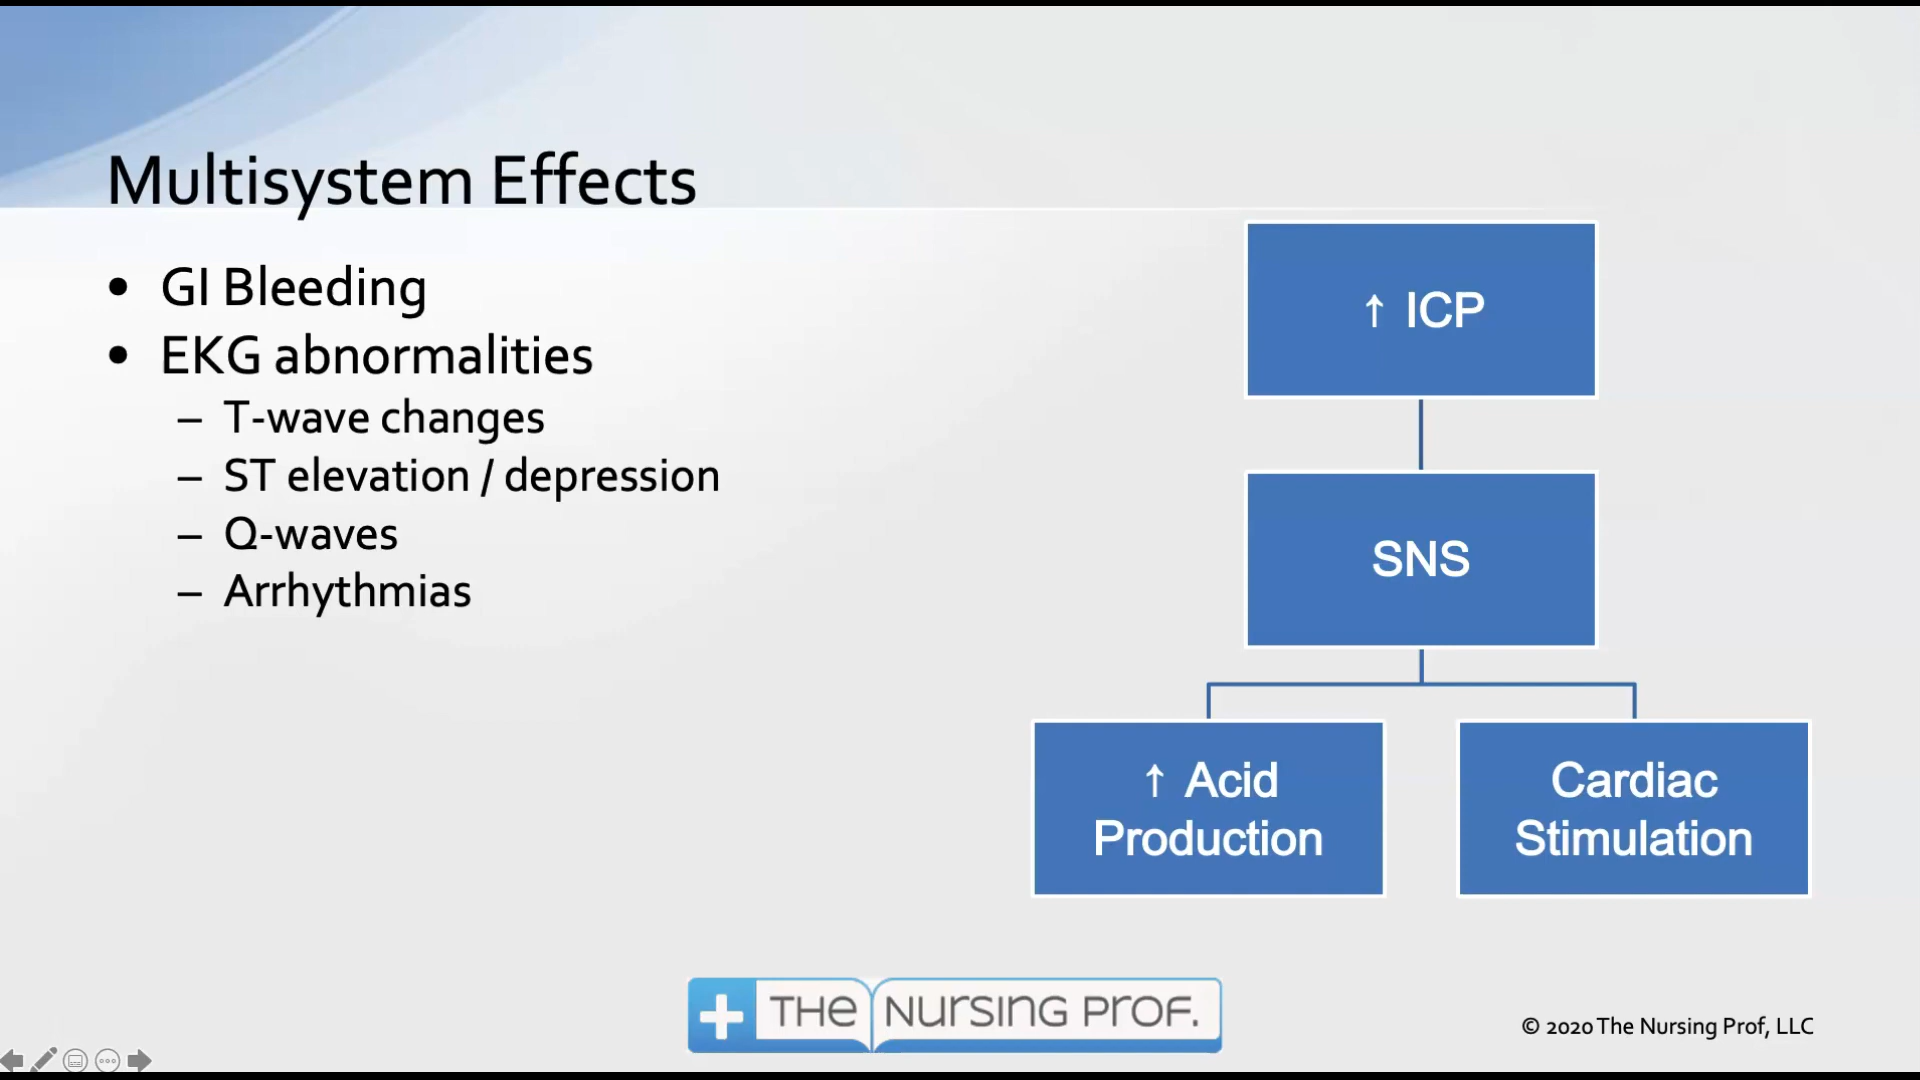 Multisystem Effects
• GI Bleeding
• EKG abnormalities
– T-wave changes
– ST elevation / depression
– Q-waves
– Arrhythmias
↑ ICP
SNS
↑ Acid
Production
Cardiac
Stimulation
THE NURSING PROF.
© 2020 The Nursing Prof, LLC